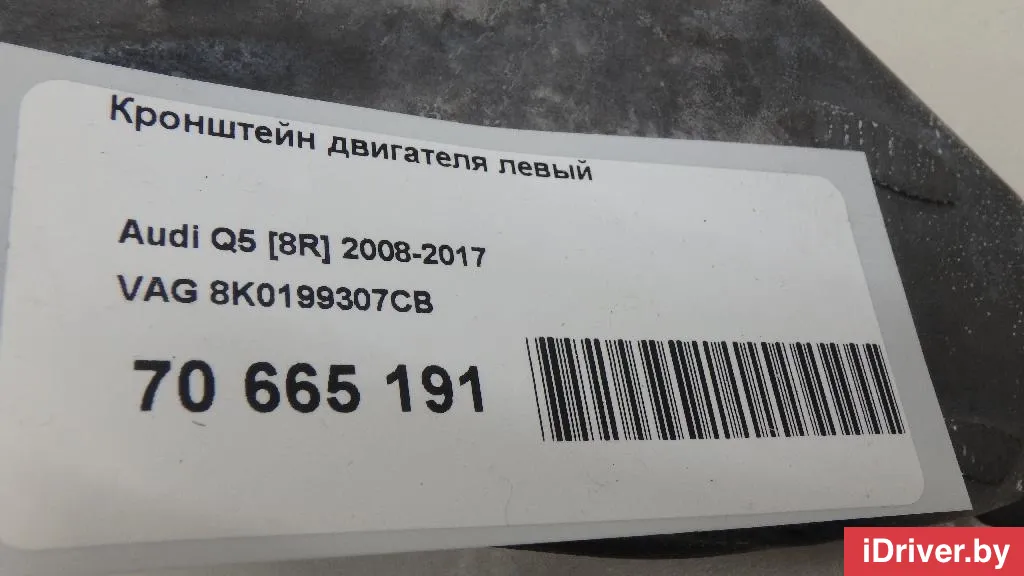 Кронштейн двигателя левый
Audi Q5 [8R] 2008-2017
VAG 8K0199307CB
70 665 191
iDriver.by